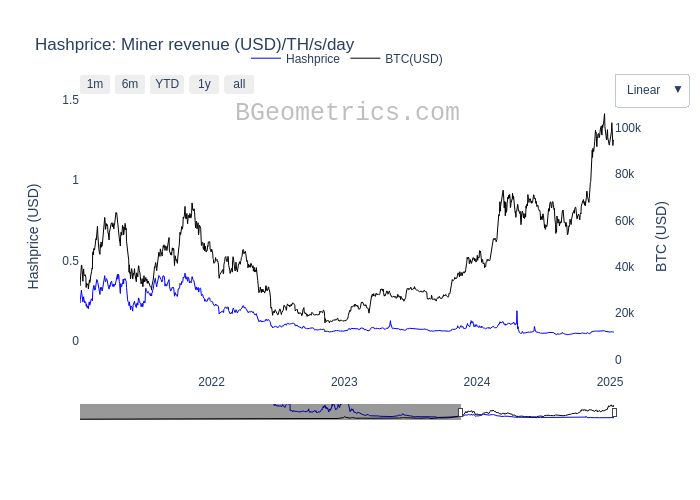 Hashprice: Miner revenue (USD)/TH/s/day
Hashprice BTC(USD)
1m 6m YTD 1y all
Linear ▼
BGeometrics.com
1.5
1
0.5
0
Hashprice (USD)
100k
80k
60k
40k
20k
0
BTC (USD)
2022 2023 2024 2025